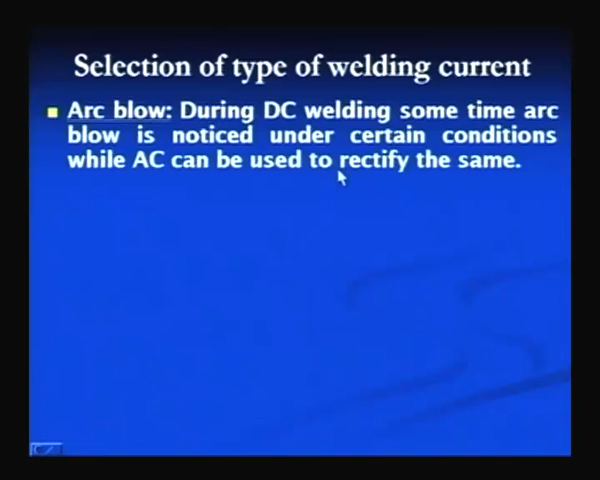 Selection of type of welding current
Arc blow: During DC welding some time arc
blow is noticed under certain conditions
while AC can be used to rectify the same.